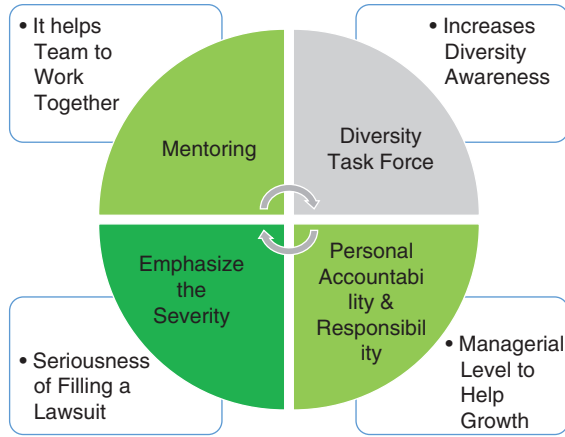 • It helps
Team to
Work
Together
• Increases
Diversity
Awareness
Mentoring
Diversity
Task Force
Emphasize
the
Severity
Personal
Accountabi
lity &
Responsibil
ity
• Seriousness
of Filling a
Lawsuit
• Managerial
Level to
Help
Growth